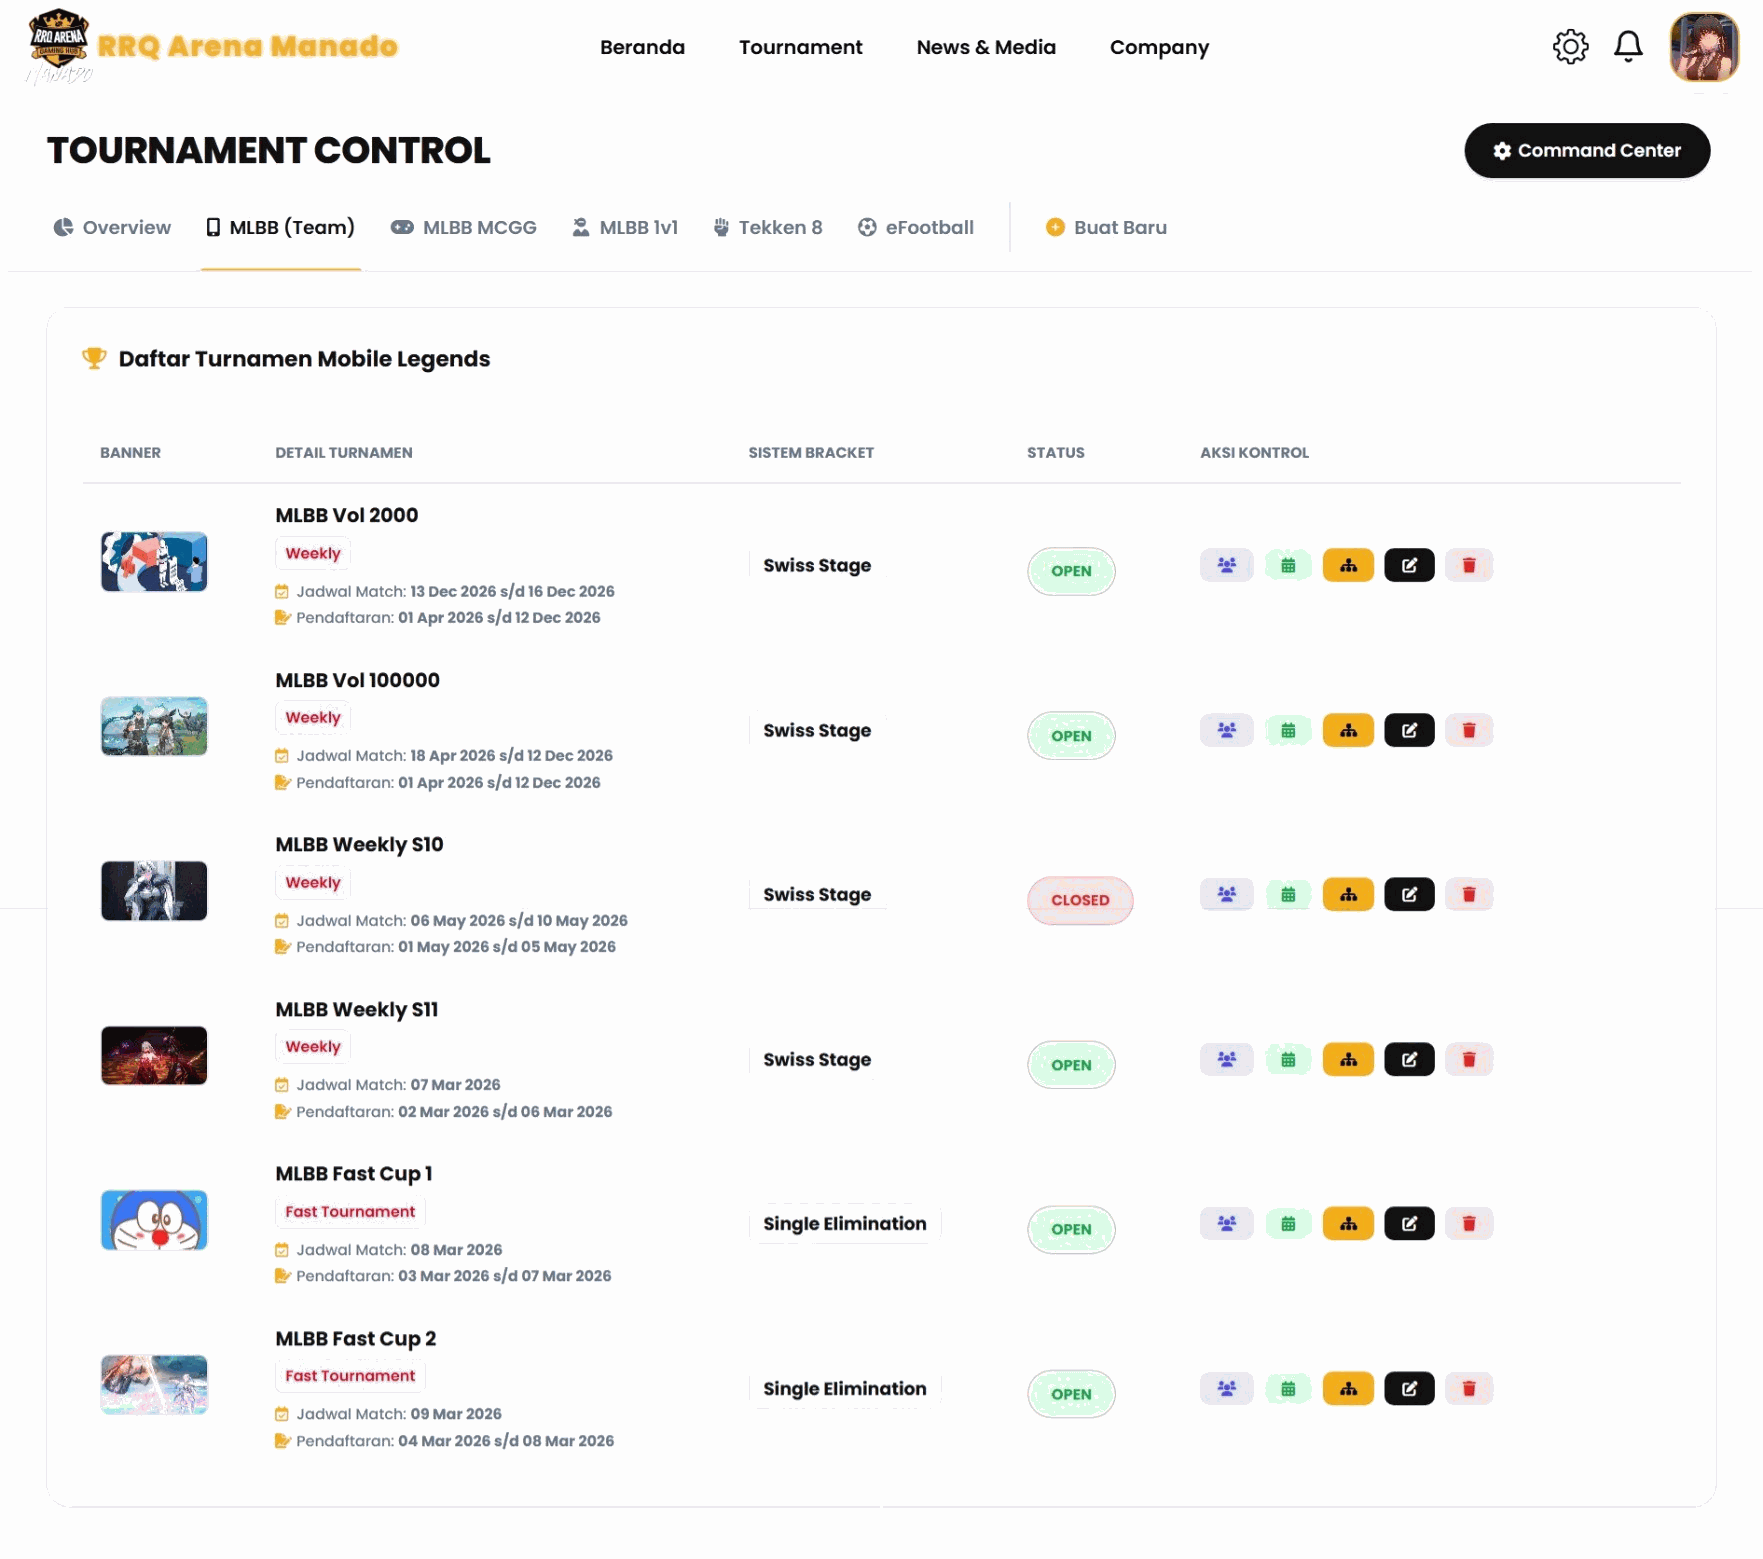 RRQ ARENA
GAMING HUB
MANADO
RRQ Arena Manado
Beranda
Tournament
News & Media
Company
TOURNAMENT CONTROL
Command Center
Overview
MLBB (Team)
MLBB MCGG
MLBB 1v1
Tekken 8
eFootball
Buat Baru
Daftar Turnamen Mobile Legends
BANNER
DETAIL TURNAMEN
SISTEM BRACKET
STATUS
AKSI KONTROL
MLBB Vol 2000
Weekly
Jadwal Match: 13 Dec 2026 s/d 16 Dec 2026
Pendaftaran: 01 Apr 2026 s/d 12 Dec 2026
Swiss Stage
OPEN
MLBB Vol 100000
Weekly
Jadwal Match: 18 Apr 2026 s/d 12 Dec 2026
Pendaftaran: 01 Apr 2026 s/d 12 Dec 2026
Swiss Stage
OPEN
MLBB Weekly S10
Weekly
Jadwal Match: 06 May 2026 s/d 10 May 2026
Pendaftaran: 01 May 2026 s/d 05 May 2026
Swiss Stage
CLOSED
MLBB Weekly S11
Weekly
Jadwal Match: 07 Mar 2026
Pendaftaran: 02 Mar 2026 s/d 06 Mar 2026
Swiss Stage
OPEN
MLBB Fast Cup 1
Fast Tournament
Jadwal Match: 08 Mar 2026
Pendaftaran: 03 Mar 2026 s/d 07 Mar 2026
Single Elimination
OPEN
MLBB Fast Cup 2
Fast Tournament
Jadwal Match: 09 Mar 2026
Pendaftaran: 04 Mar 2026 s/d 08 Mar 2026
Single Elimination
OPEN